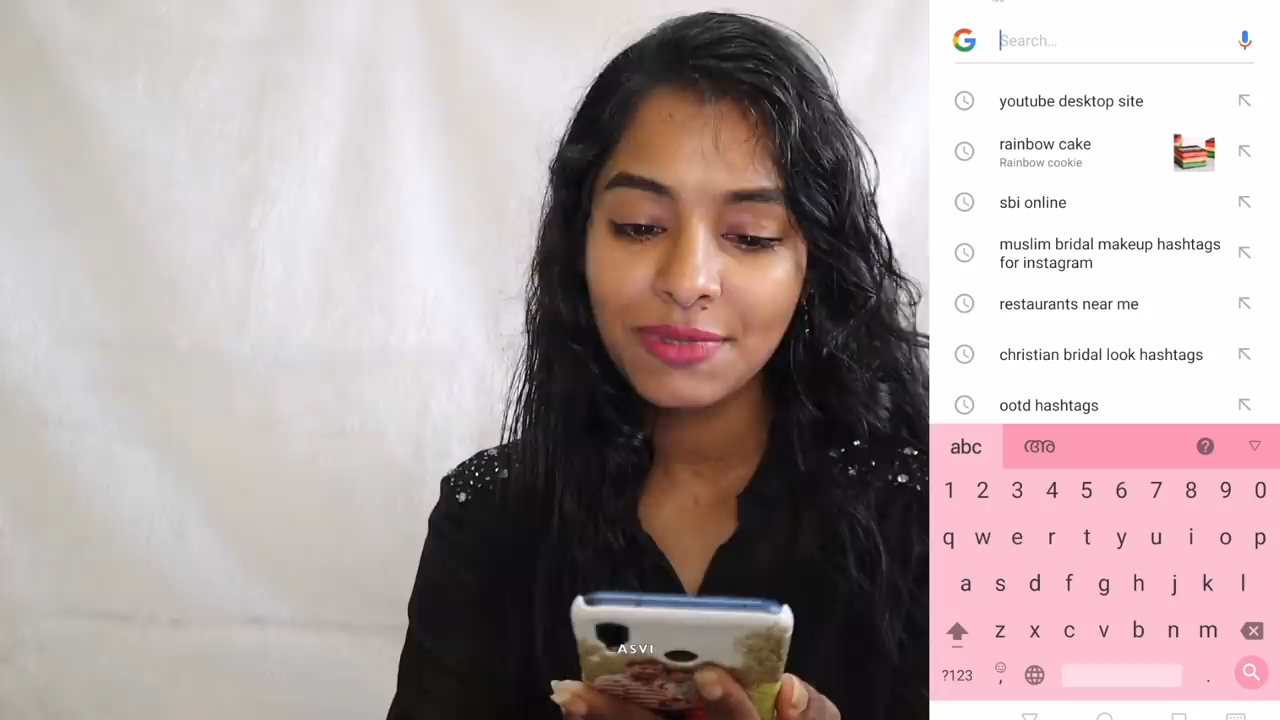 Search...
youtube desktop site
rainbow cake
Rainbow cookie
sbi online
muslim bridal makeup hashtags
for instagram
restaurants near me
christian bridal look hashtags
ootd hashtags
abc അ
1 2 3 4 5 6 7 8 9 0
q w e r t y u i o p
a s d f g h j k l
z x c v b n m
?123 , .
ASVI